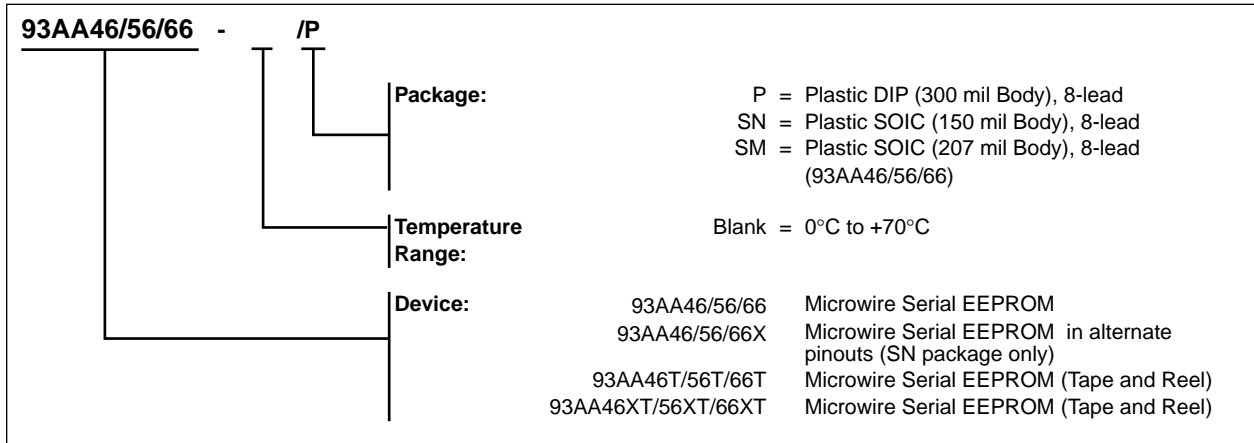 93AA46/56/66 - /P
Package: P = Plastic DIP (300 mil Body), 8-lead
SN = Plastic SOIC (150 mil Body), 8-lead
SM = Plastic SOIC (207 mil Body), 8-lead
(93AA46/56/66)
Temperature Blank = 0°C to +70°C
Range:
Device: 93AA46/56/66 Microwire Serial EEPROM
93AA46/56/66X Microwire Serial EEPROM in alternate
pinouts (SN package only)
93AA46T/56T/66T Microwire Serial EEPROM (Tape and Reel)
93AA46XT/56XT/66XT Microwire Serial EEPROM (Tape and Reel)